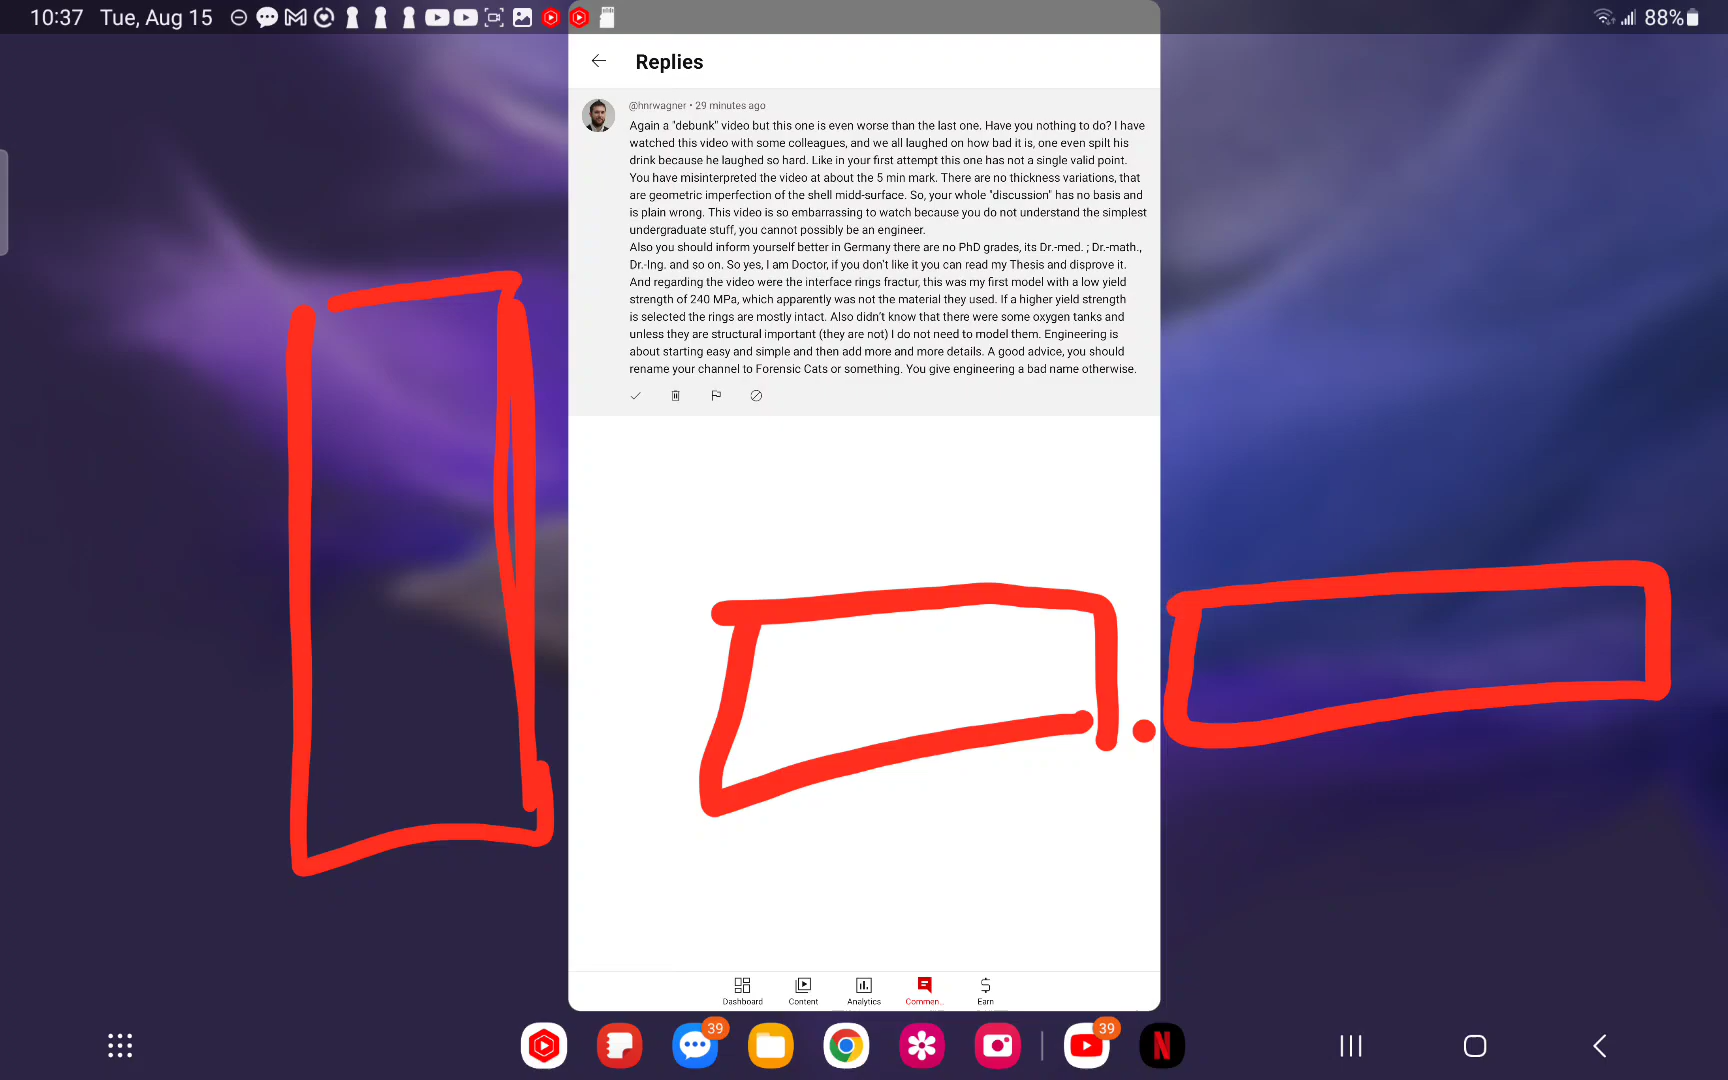 10:37 Tue, Aug 15
88%
Replies
@hnrwagner • 29 minutes ago
Again a "debunk" video but this one is even worse than the last one. Have you nothing to do? I have
watched this video with some colleagues, and we all laughed on how bad it is, one even spilt his
drink because he laughed so hard. Like in your first attempt this one has not a single valid point.
You have misinterpreted the video at about the 5 min mark. There are no thickness variations, that
are geometric imperfection of the shell midd-surface. So, your whole "discussion" has no basis and
is plain wrong. This video is so embarrassing to watch because you do not understand the simplest
undergraduate stuff, you cannot possibly be an engineer.
Also you should inform yourself better in Germany there are no PhD grades, its Dr.-med. ; Dr.-math.,
Dr.-Ing. and so on. So yes, I am Doctor, if you don't like it you can read my Thesis and disprove it.
And regarding the video were the interface rings fractur, this was my first model with a low yield
strength of 240 MPa, which apparently was not the material they used. If a higher yield strength
is selected the rings are mostly intact. Also didn't know that there were some oxygen tanks and
unless they are structural important (they are not) I do not need to model them. Engineering is
about starting easy and simple and then add more and more details. A good advice, you should
rename your channel to Forensic Cats or something. You give engineering a bad name otherwise.
Dashboard
Content
Analytics
Commen...
Earn
39
39
N